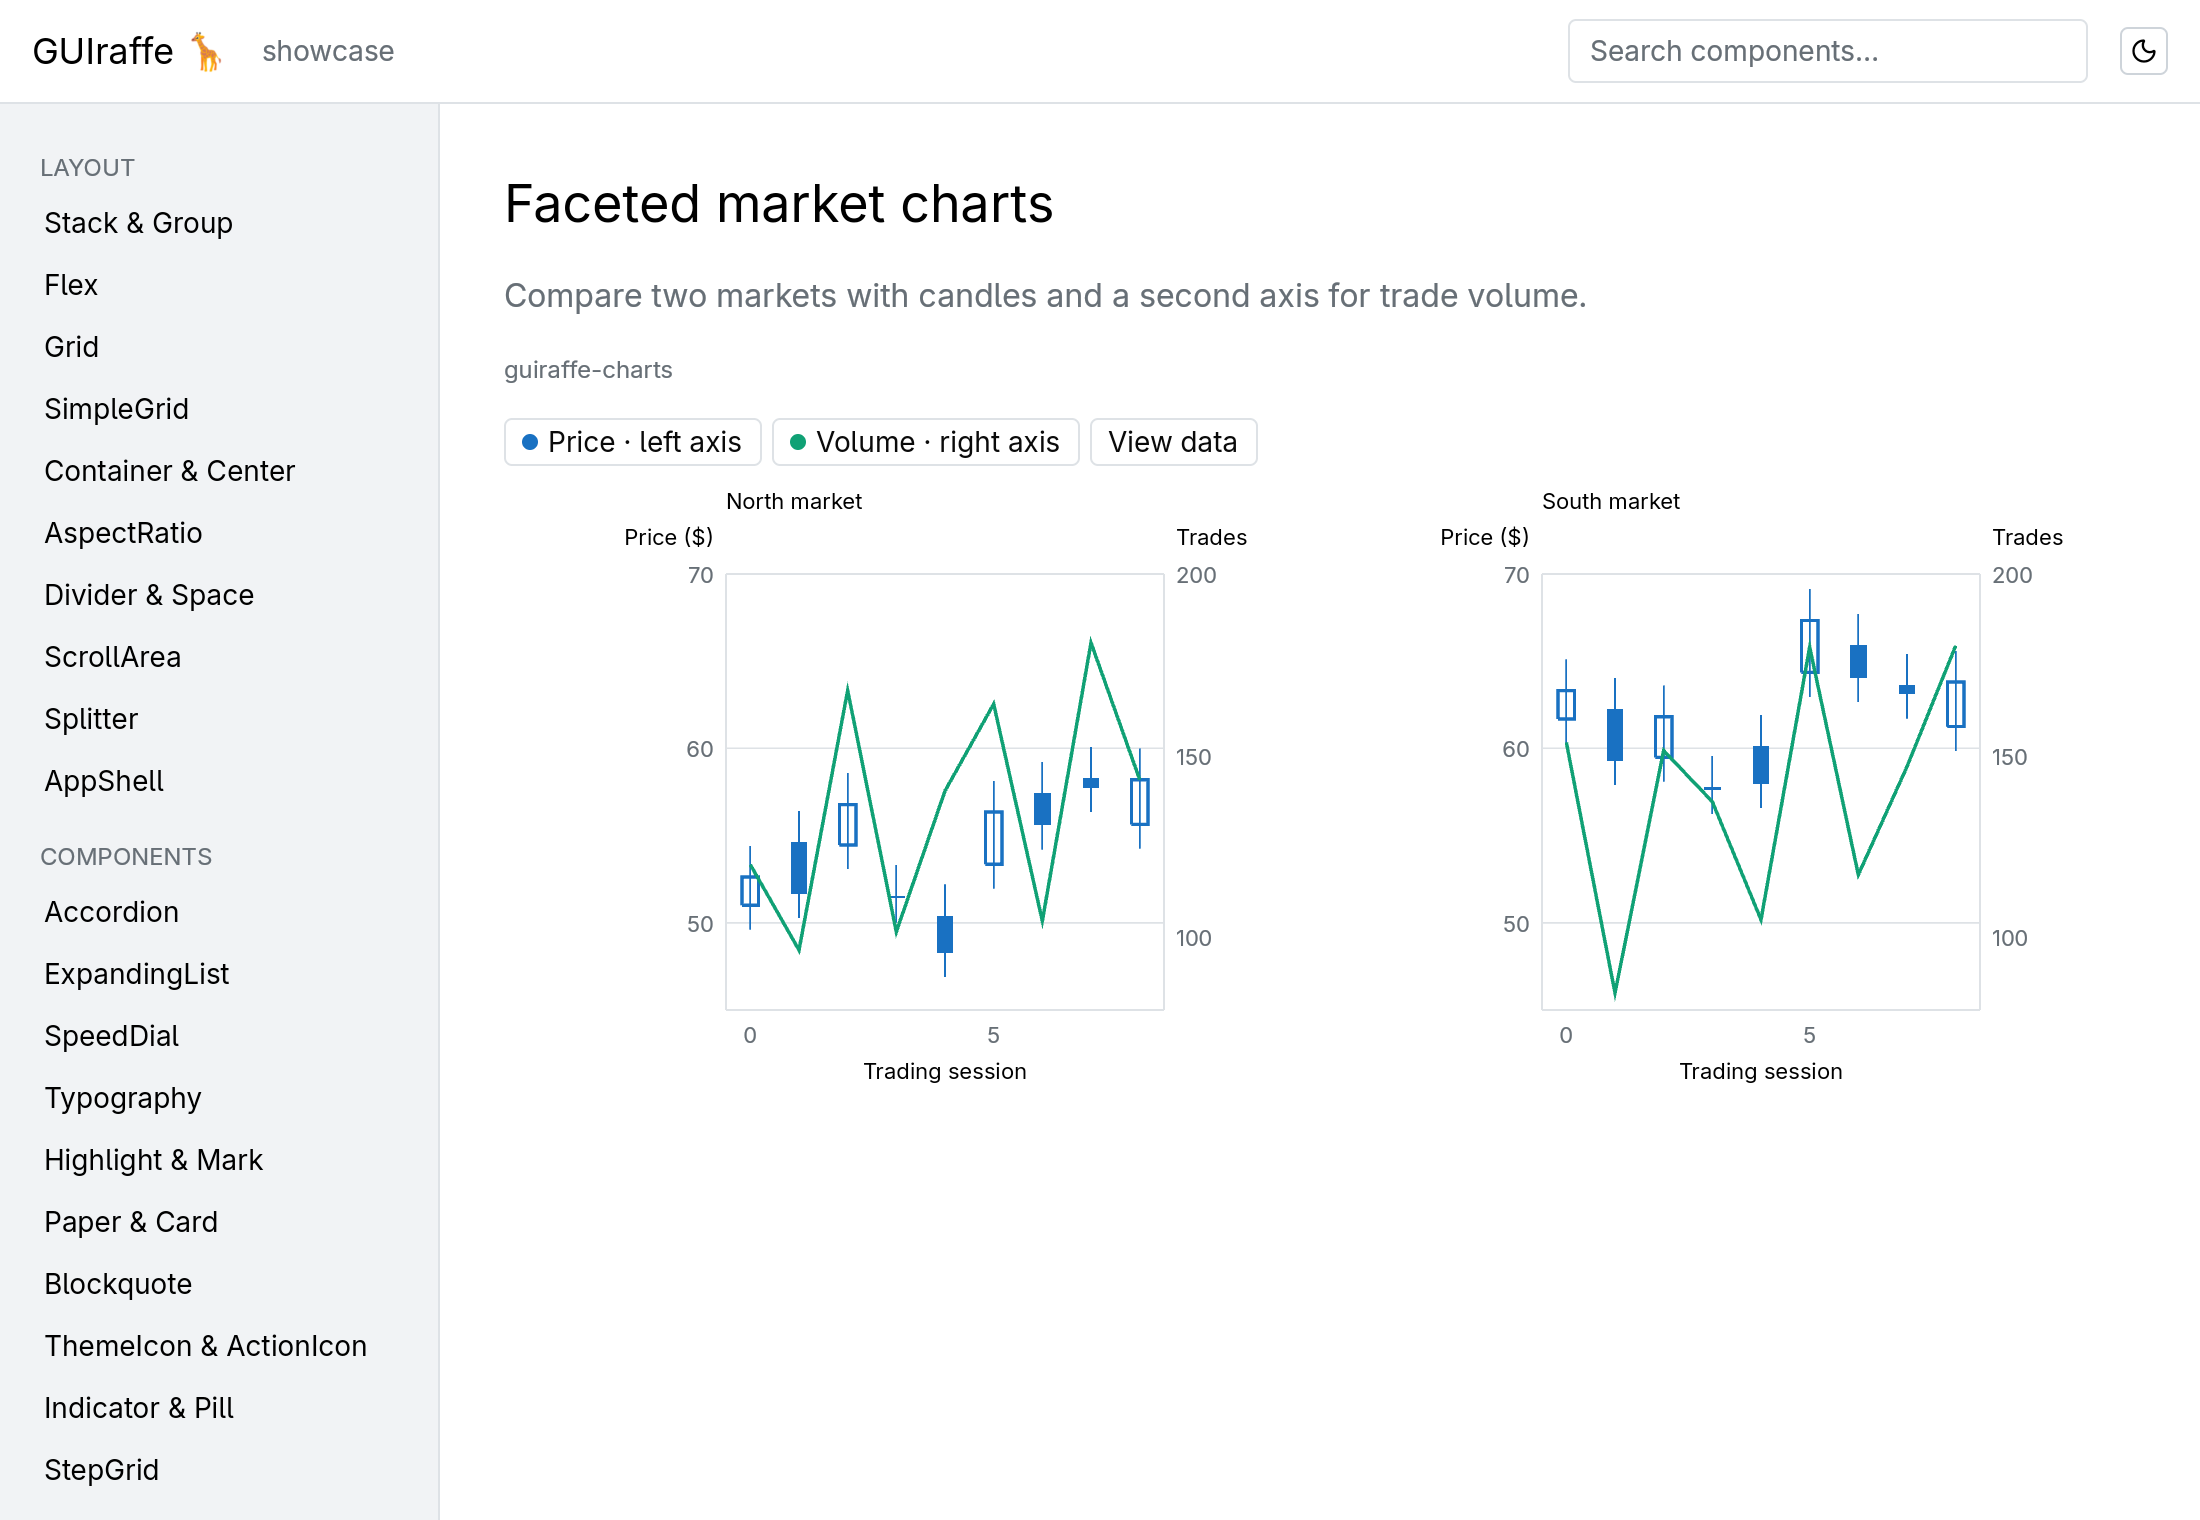 GUIraffe 🦒 showcase
Search components...
LAYOUT
Stack & Group
Flex
Grid
SimpleGrid
Container & Center
AspectRatio
Divider & Space
ScrollArea
Splitter
AppShell
COMPONENTS
Accordion
ExpandingList
SpeedDial
Typography
Highlight & Mark
Paper & Card
Blockquote
ThemeIcon & ActionIcon
Indicator & Pill
StepGrid
Faceted market charts
Compare two markets with candles and a second axis for trade volume.
guiraffe-charts
Price · left axis
Volume · right axis
View data
North market
Price ($)
Trades
70
60
50
200
150
100
0
5
Trading session
South market
Price ($)
Trades
70
60
50
200
150
100
0
5
Trading session